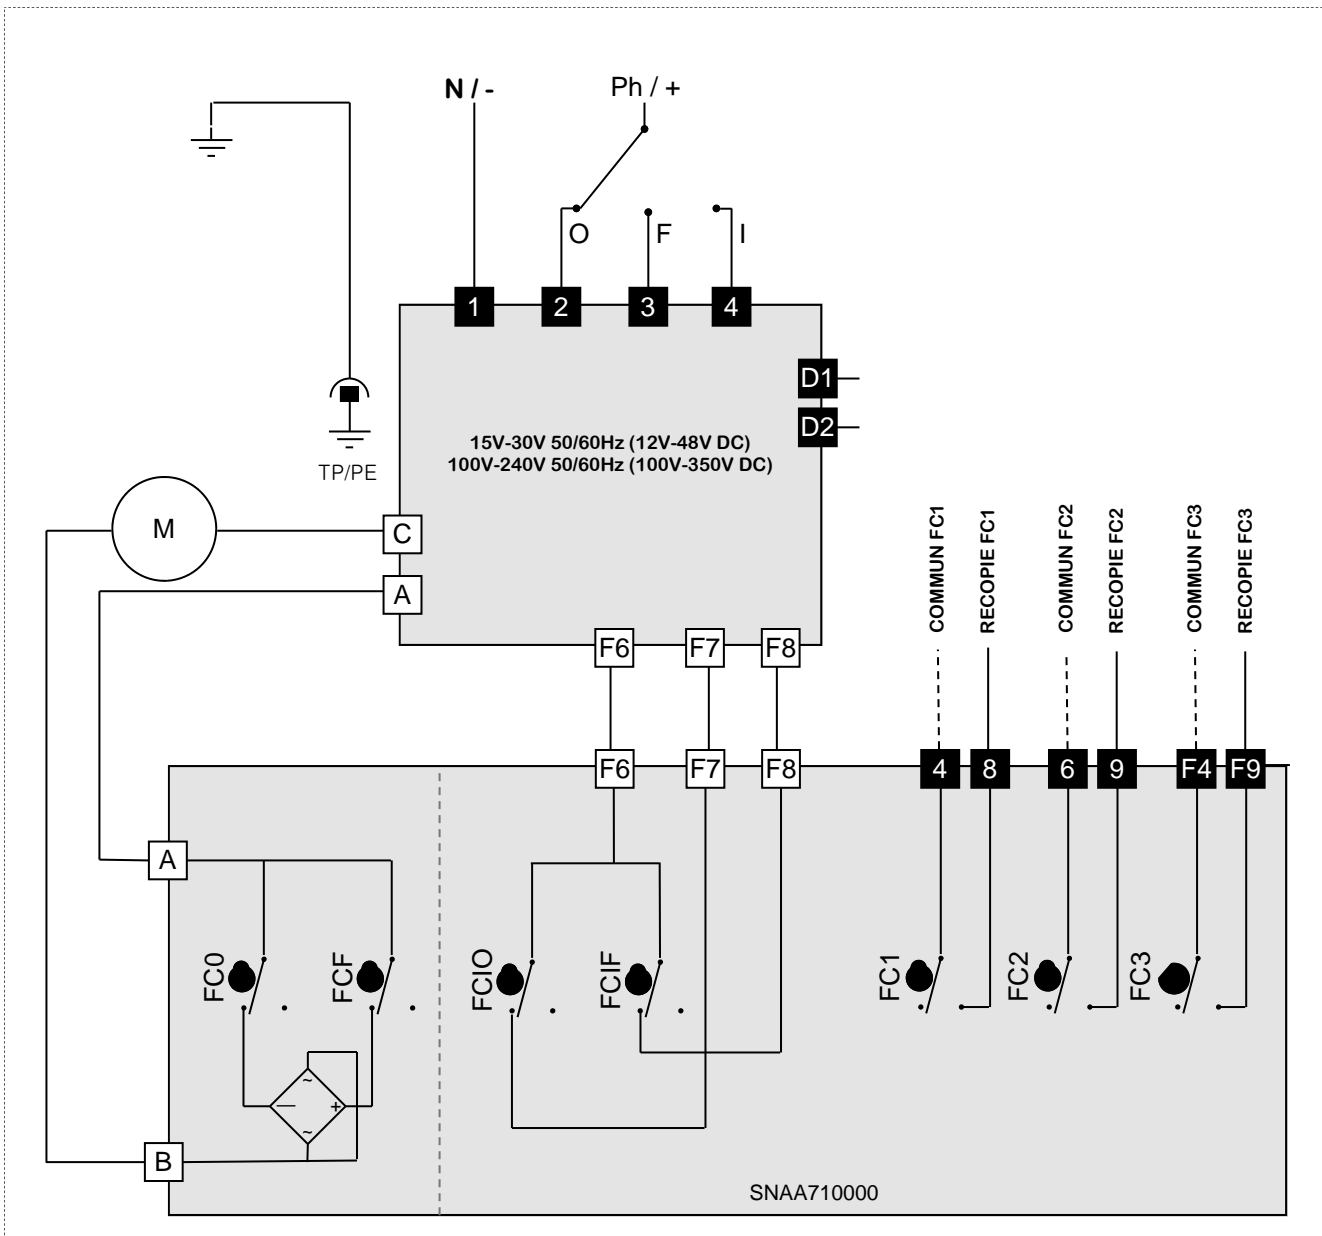 N / -
Ph / +
O
F
I
1
2
3
4
D1
D2
15V-30V 50/60Hz (12V-48V DC)
100V-240V 50/60Hz (100V-350V DC)
TP/PE
M
C
A
F6
F7
F8
COMMUN FC1
RECOPIE FC1
COMMUN FC2
RECOPIE FC2
COMMUN FC3
RECOPIE FC3
F6
F7
F8
4
8
6
9
F4
F9
A
FC0
FCF
FCIO
FCIF
FC1
FC2
FC3
~
— +
~
B
SNAA710000